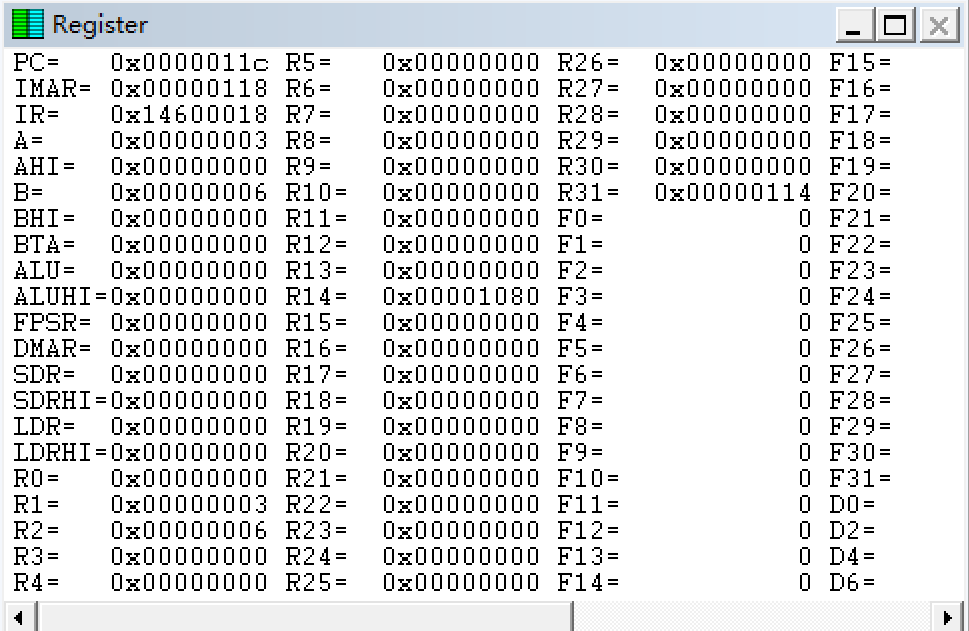 Register
PC= 0x0000011c R5= 0x00000000 R26= 0x00000000 F15=
IMAR= 0x00000118 R6= 0x00000000 R27= 0x00000000 F16=
IR= 0x14600018 R7= 0x00000000 R28= 0x00000000 F17=
A= 0x00000003 R8= 0x00000000 R29= 0x00000000 F18=
AHI= 0x00000000 R9= 0x00000000 R30= 0x00000000 F19=
B= 0x00000006 R10= 0x00000000 R31= 0x00000114 F20=
BHI= 0x00000000 R11= 0x00000000 F0= 0 F21=
BTA= 0x00000000 R12= 0x00000000 F1= 0 F22=
ALU= 0x00000000 R13= 0x00000000 F2= 0 F23=
ALUHI=0x00000000 R14= 0x00001080 F3= 0 F24=
FPSR= 0x00000000 R15= 0x00000000 F4= 0 F25=
DMAR= 0x00000000 R16= 0x00000000 F5= 0 F26=
SDR= 0x00000000 R17= 0x00000000 F6= 0 F27=
SDRHI=0x00000000 R18= 0x00000000 F7= 0 F28=
LDR= 0x00000000 R19= 0x00000000 F8= 0 F29=
LDRHI=0x00000000 R20= 0x00000000 F9= 0 F30=
R0= 0x00000000 R21= 0x00000000 F10= 0 F31=
R1= 0x00000003 R22= 0x00000000 F11= 0 D0=
R2= 0x00000006 R23= 0x00000000 F12= 0 D2=
R3= 0x00000000 R24= 0x00000000 F13= 0 D4=
R4= 0x00000000 R25= 0x00000000 F14= 0 D6=